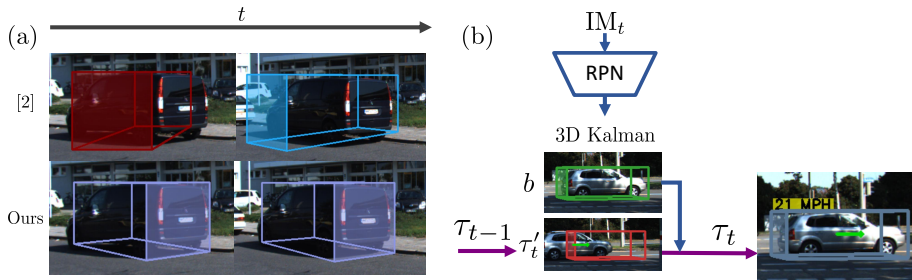 (a)
t
[2]
Ours
(b)
IM_t
RPN
3D Kalman
b
τ_{t−1}
τ′_t
τ_t
21 MPH